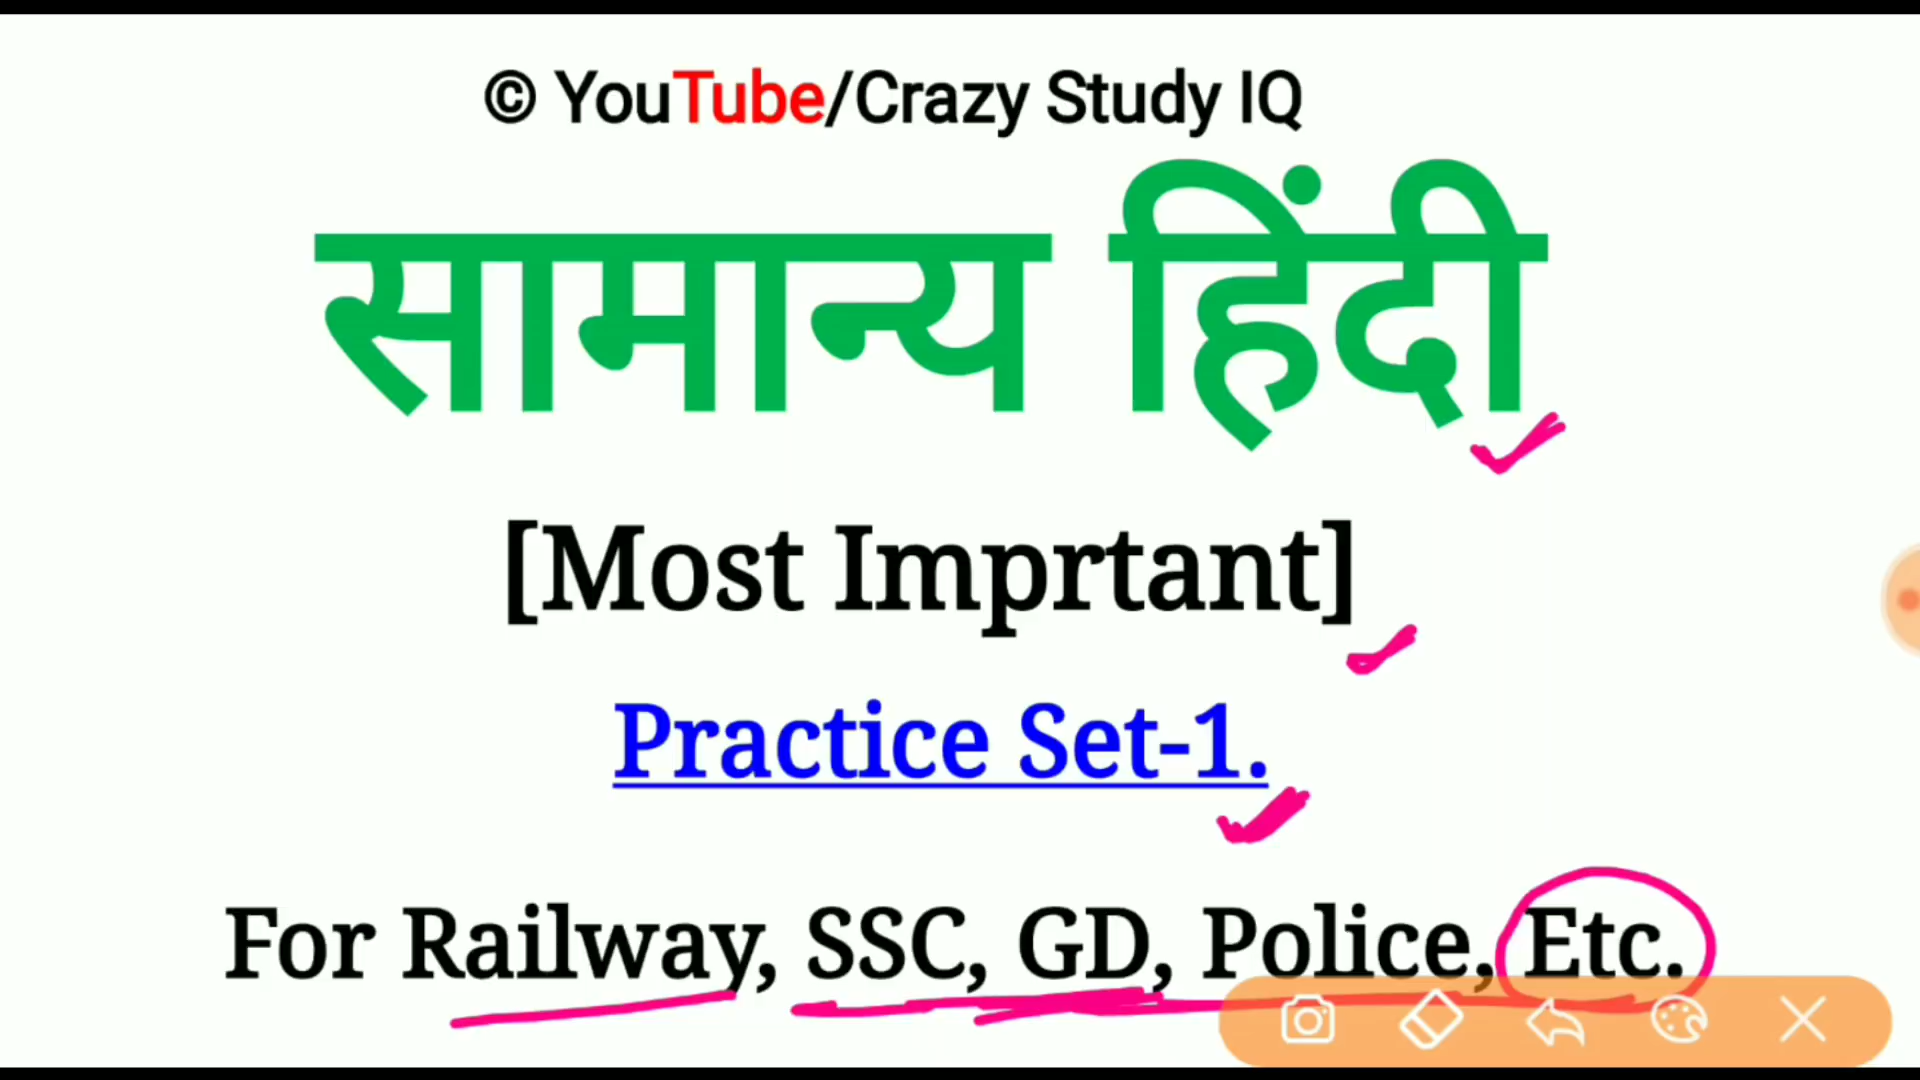 © YouTube/Crazy Study IQ
सामान्य हिंदी
[Most Imprtant]
Practice Set-1.
For Railway, SSC, GD, Police, Etc.